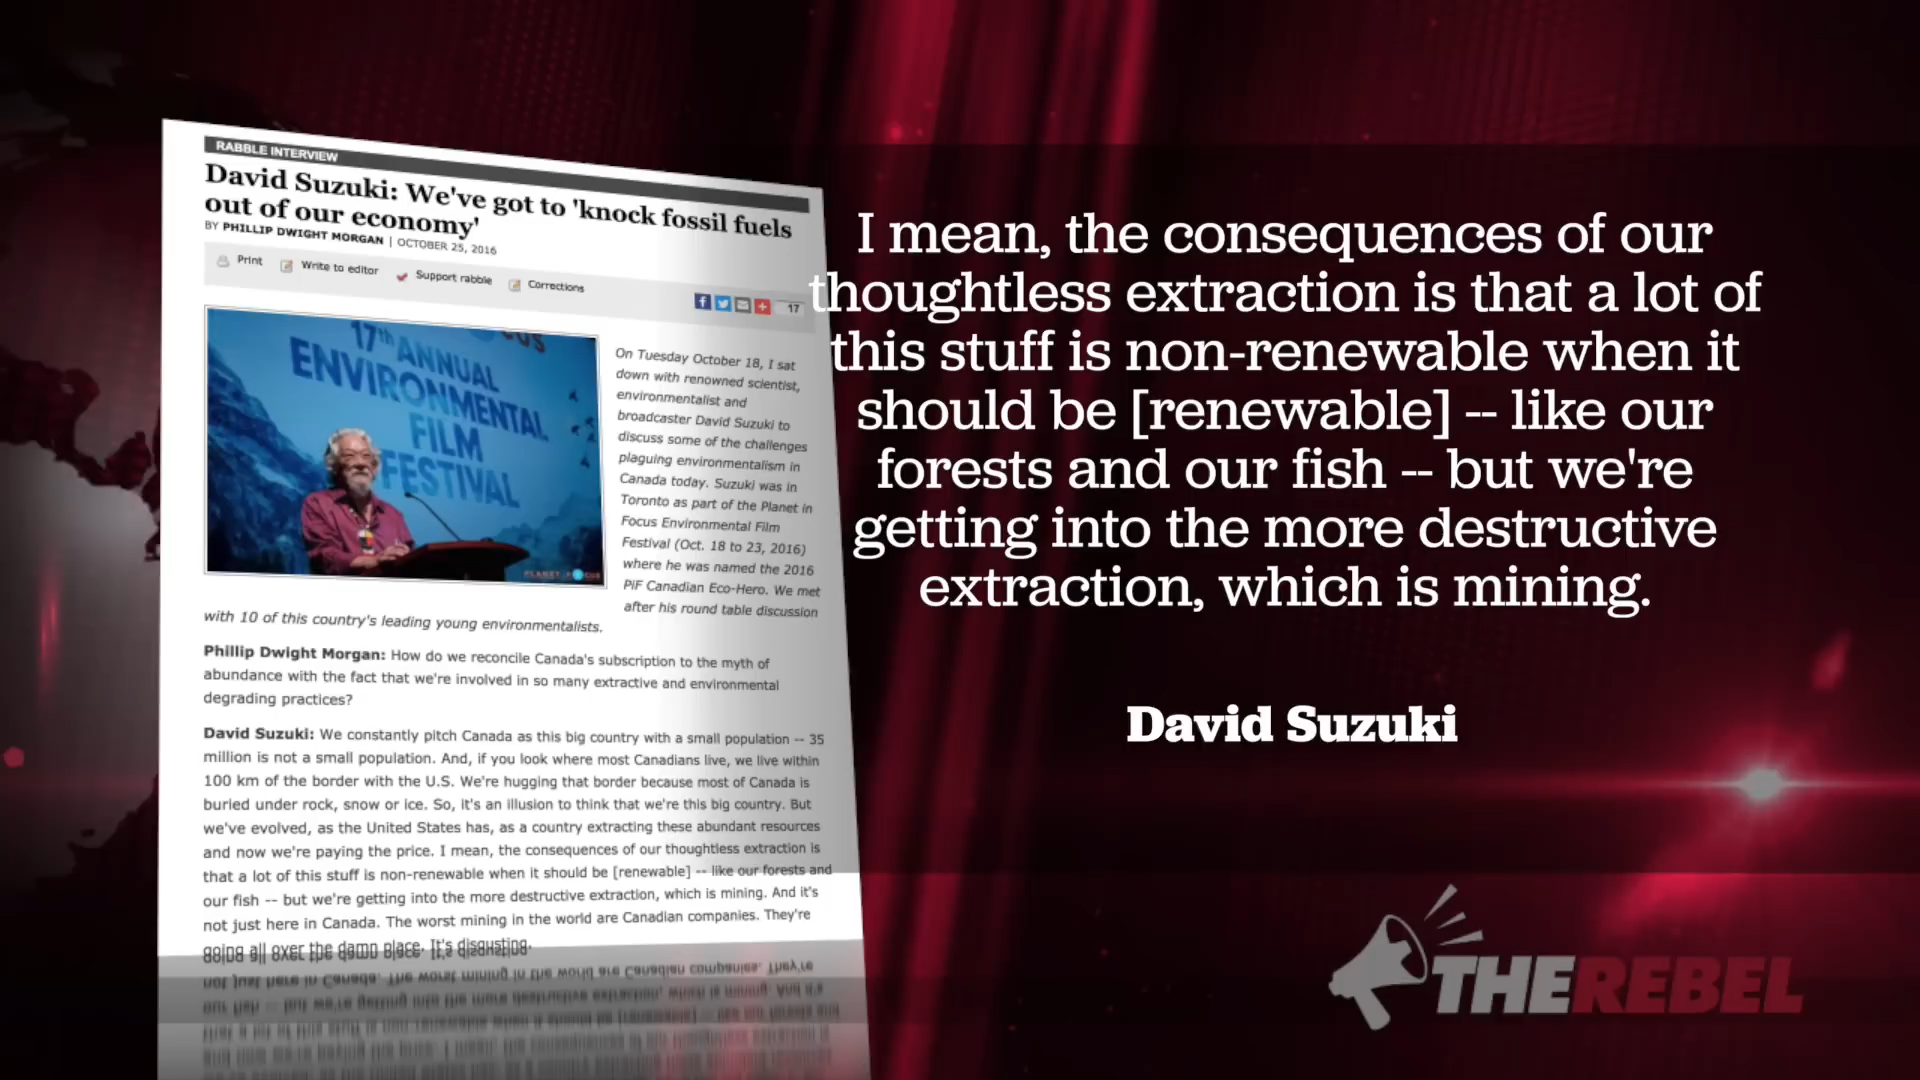 RABBLE INTERVIEW
David Suzuki: We've got to 'knock fossil fuels
out of our economy'
BY PHILLIP DWIGHT MORGAN | OCTOBER 25, 2016
Print Write to editor Support rabble Corrections
17
17th ANNUAL
ENVIRONMENTAL
FILM
FESTIVAL
On Tuesday October 18, I sat
down with renowned scientist,
environmentalist and
broadcaster David Suzuki to
discuss some of the challenges
plaguing environmentalism in
Canada today. Suzuki was in
Toronto as part of the Planet in
Focus Environmental Film
Festival (Oct. 18 to 23, 2016)
where he was named the 2016
PiF Canadian Eco-Hero. We met
after his round table discussion
with 10 of this country's leading young environmentalists.
Phillip Dwight Morgan: How do we reconcile Canada's subscription to the myth of
abundance with the fact that we're involved in so many extractive and environmental
degrading practices?
David Suzuki: We constantly pitch Canada as this big country with a small population -- 35
million is not a small population. And, if you look where most Canadians live, we live within
100 km of the border with the U.S. We're hugging that border because most of Canada is
buried under rock, snow or ice. So, it's an illusion to think that we're this big country. But
we've evolved, as the United States has, as a country extracting these abundant resources
and now we're paying the price. I mean, the consequences of our thoughtless extraction is
that a lot of this stuff is non-renewable when it should be [renewable] -- like our forests and
our fish -- but we're getting into the more destructive extraction, which is mining. And it's
not just here in Canada. The worst mining in the world are Canadian companies. They're
going all over the damn place. It's disgusting.
I mean, the consequences of our
thoughtless extraction is that a lot of
this stuff is non-renewable when it
should be [renewable] -- like our
forests and our fish -- but we're
getting into the more destructive
extraction, which is mining.
David Suzuki
THE REBEL